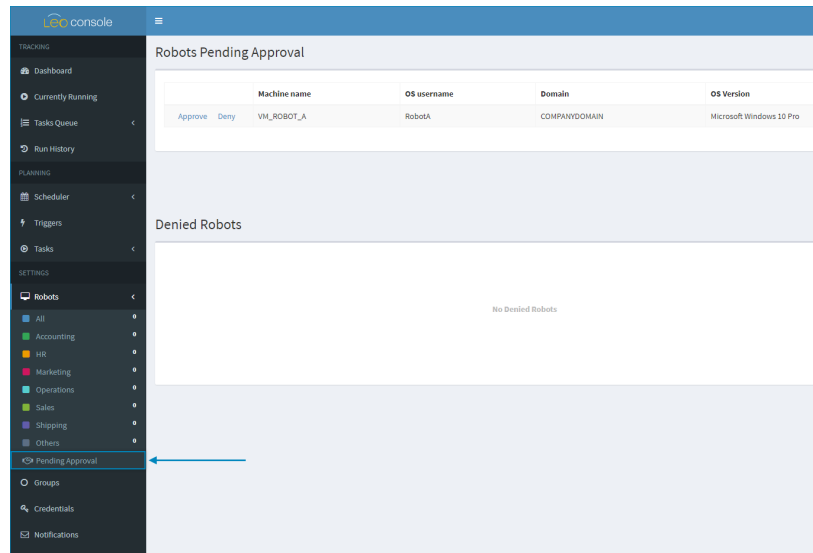 Leo console
TRACKING
Dashboard
Currently Running
Tasks Queue
Run History
PLANNING
Scheduler
Triggers
Tasks
SETTINGS
Robots
All 0
Accounting 0
HR 0
Marketing 0
Operations 0
Sales 0
Shipping 0
Others 0
Pending Approval
Groups
Credentials
Notifications
Robots Pending Approval
Machine name OS username Domain OS Version
Approve Deny VM_ROBOT_A RobotA COMPANYDOMAIN Microsoft Windows 10 Pro
Denied Robots
No Denied Robots